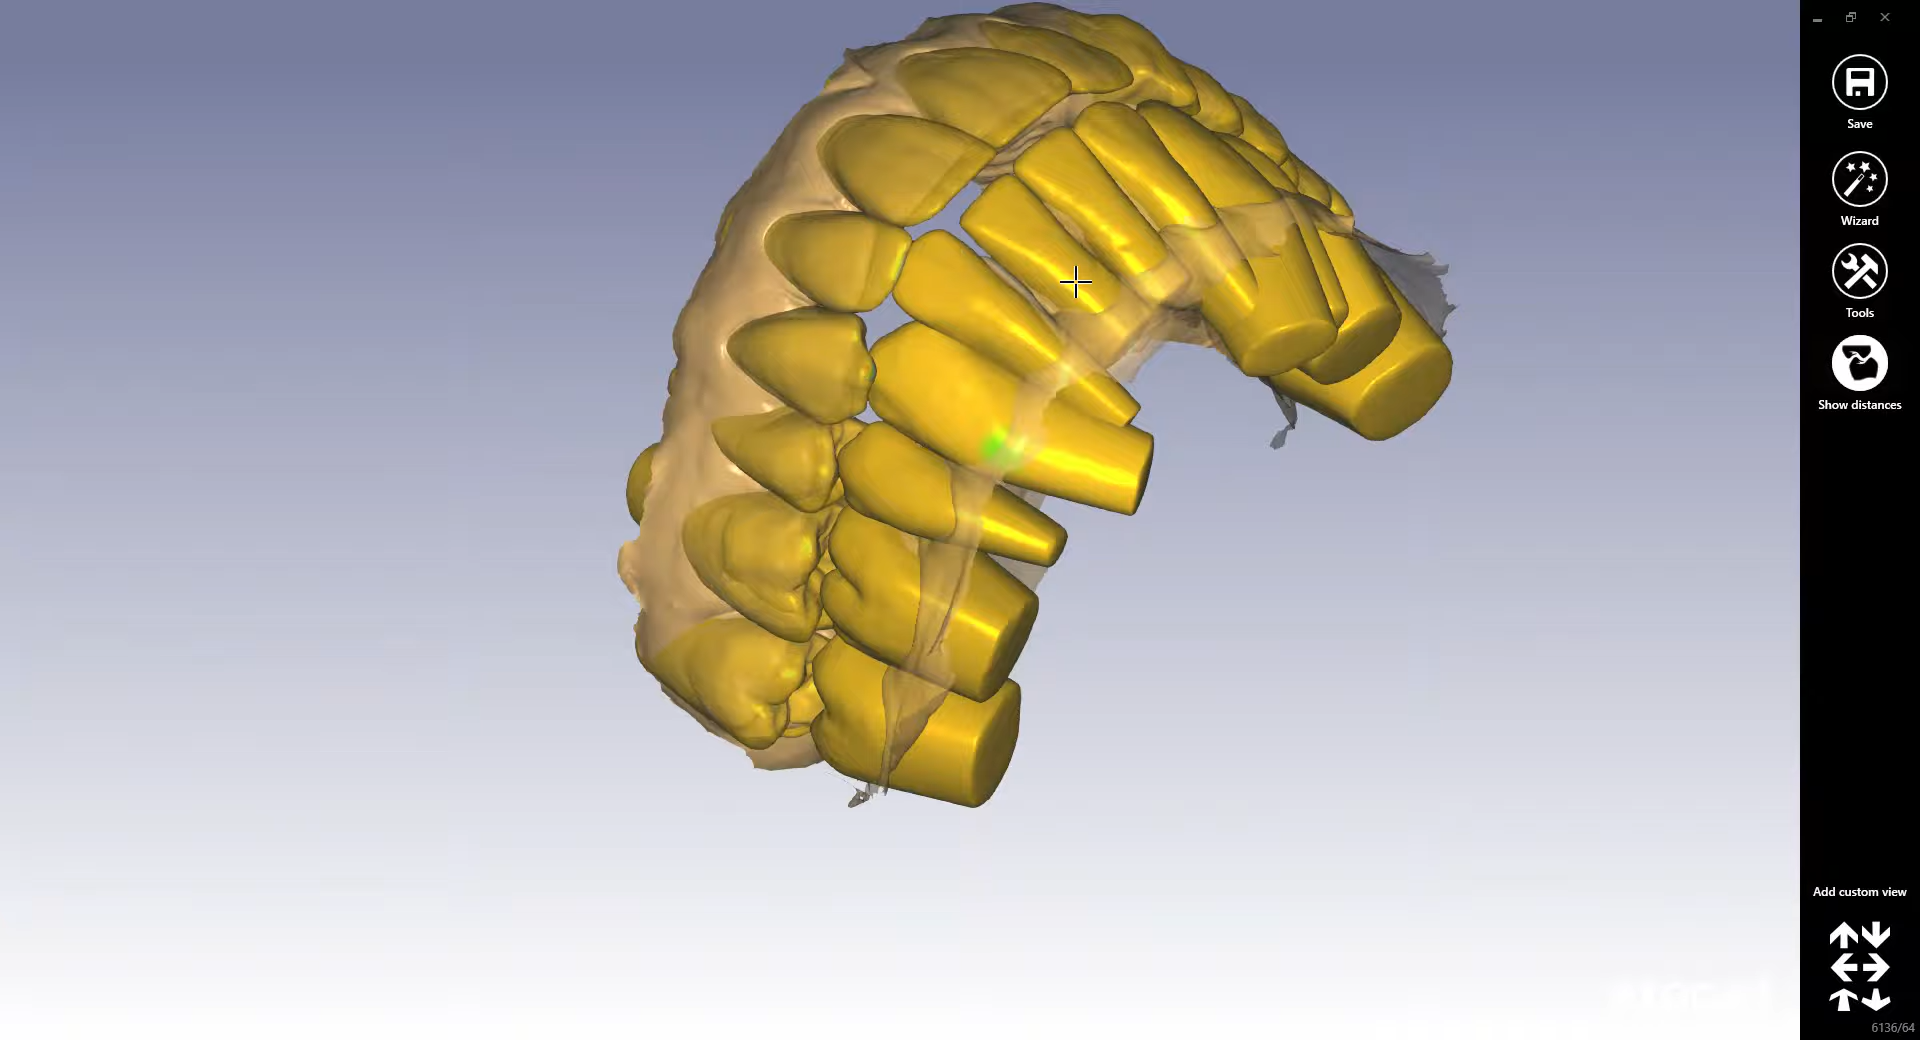 Save
Wizard
Tools
Show distances
Add custom view
6136/64